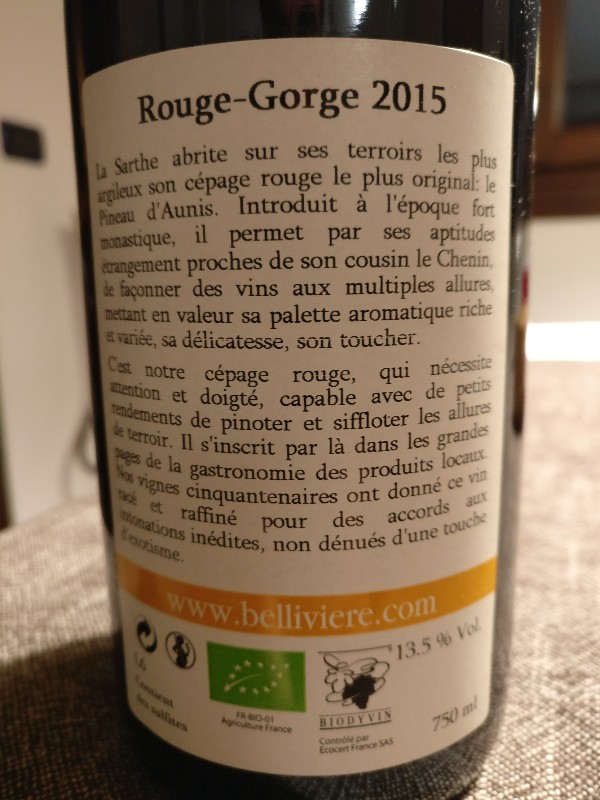 Rouge-Gorge 2015
La Sarthe abrite sur ses terroirs les plus
argileux son cépage rouge le plus original: le
Pineau d'Aunis. Introduit à l'époque fort
monastique, il permet par ses aptitudes
étrangement proches de son cousin le Chenin,
de façonner des vins aux multiples allures,
mettant en valeur sa palette aromatique riche
et variée, sa délicatesse, son toucher.
C'est notre cépage rouge, qui nécessite
attention et doigté, capable avec de petits
rendements de pinoter et siffloter les allures
de terroir. Il s'inscrit par là dans les grandes
pages de la gastronomie des produits locaux.
Nos vignes cinquantenaires ont donné ce vin
racé et raffiné pour des accords aux
intonations inédites, non dénués d'une touche
d'exotisme.
www.belliviere.com
13.5 % Vol.
L6
Contient
des sulfites
FR-BIO-01
Agriculture France
BIODYVIN
Contrôlé par
Ecocert France SAS
750 ml